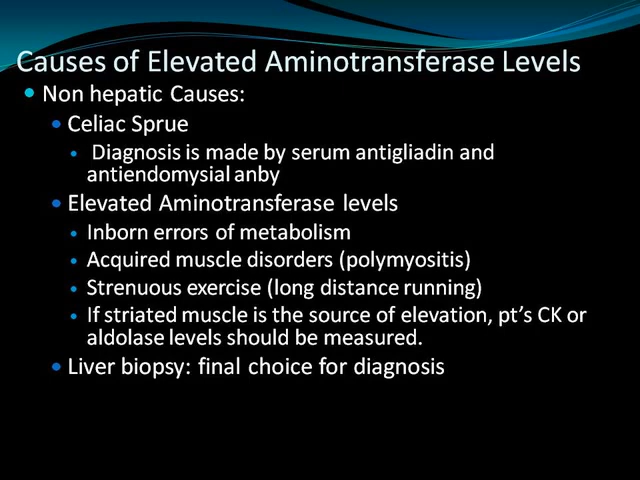 Causes of Elevated Aminotransferase Levels
Non hepatic Causes:
Celiac Sprue
Diagnosis is made by serum antigliadin and
antiendomysial anby
Elevated Aminotransferase levels
Inborn errors of metabolism
Acquired muscle disorders (polymyositis)
Strenuous exercise (long distance running)
If striated muscle is the source of elevation, pt's CK or
aldolase levels should be measured.
Liver biopsy: final choice for diagnosis